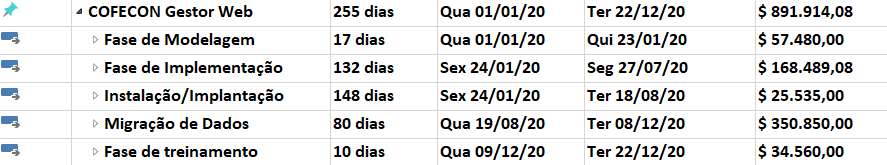 COFECON Gestor Web 255 dias Qua 01/01/20 Ter 22/12/20 $ 891.914,08
Fase de Modelagem 17 dias Qua 01/01/20 Qui 23/01/20 $ 57.480,00
Fase de Implementação 132 dias Sex 24/01/20 Seg 27/07/20 $ 168.489,08
Instalação/Implantação 148 dias Sex 24/01/20 Ter 18/08/20 $ 25.535,00
Migração de Dados 80 dias Qua 19/08/20 Ter 08/12/20 $ 350.850,00
Fase de treinamento 10 dias Qua 09/12/20 Ter 22/12/20 $ 34.560,00